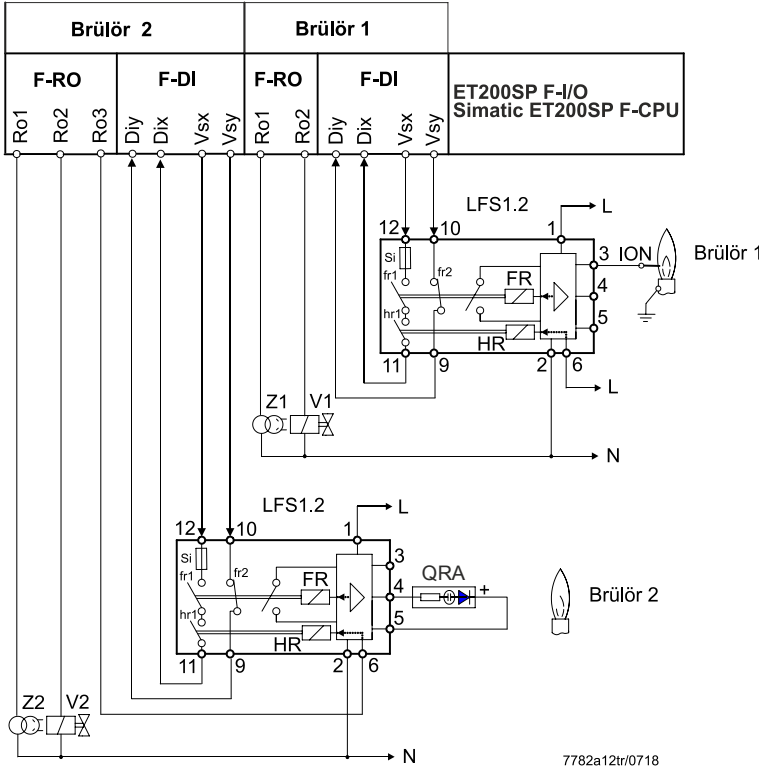 Brülör 2 Brülör 1
F-RO F-DI F-RO F-DI
ET200SP F-I/O
Simatic ET200SP F-CPU
Ro1 Ro2 Ro3 Diy Dix Vsx Vsy Ro1 Ro2 Diy Dix Vsx Vsy
LFS1.2
L
12 10 1
Si
fr1 fr2 FR
hr1 HR
3 ION
4
5
Brülör 1
11 9 2 6
L
Z1 V1
N
LFS1.2
L
12 10 1
Si
fr1 fr2 FR
hr1 HR
3
4 QRA
+
5
Brülör 2
11 9 2 6
Z2 V2
N
7782a12tr/0718